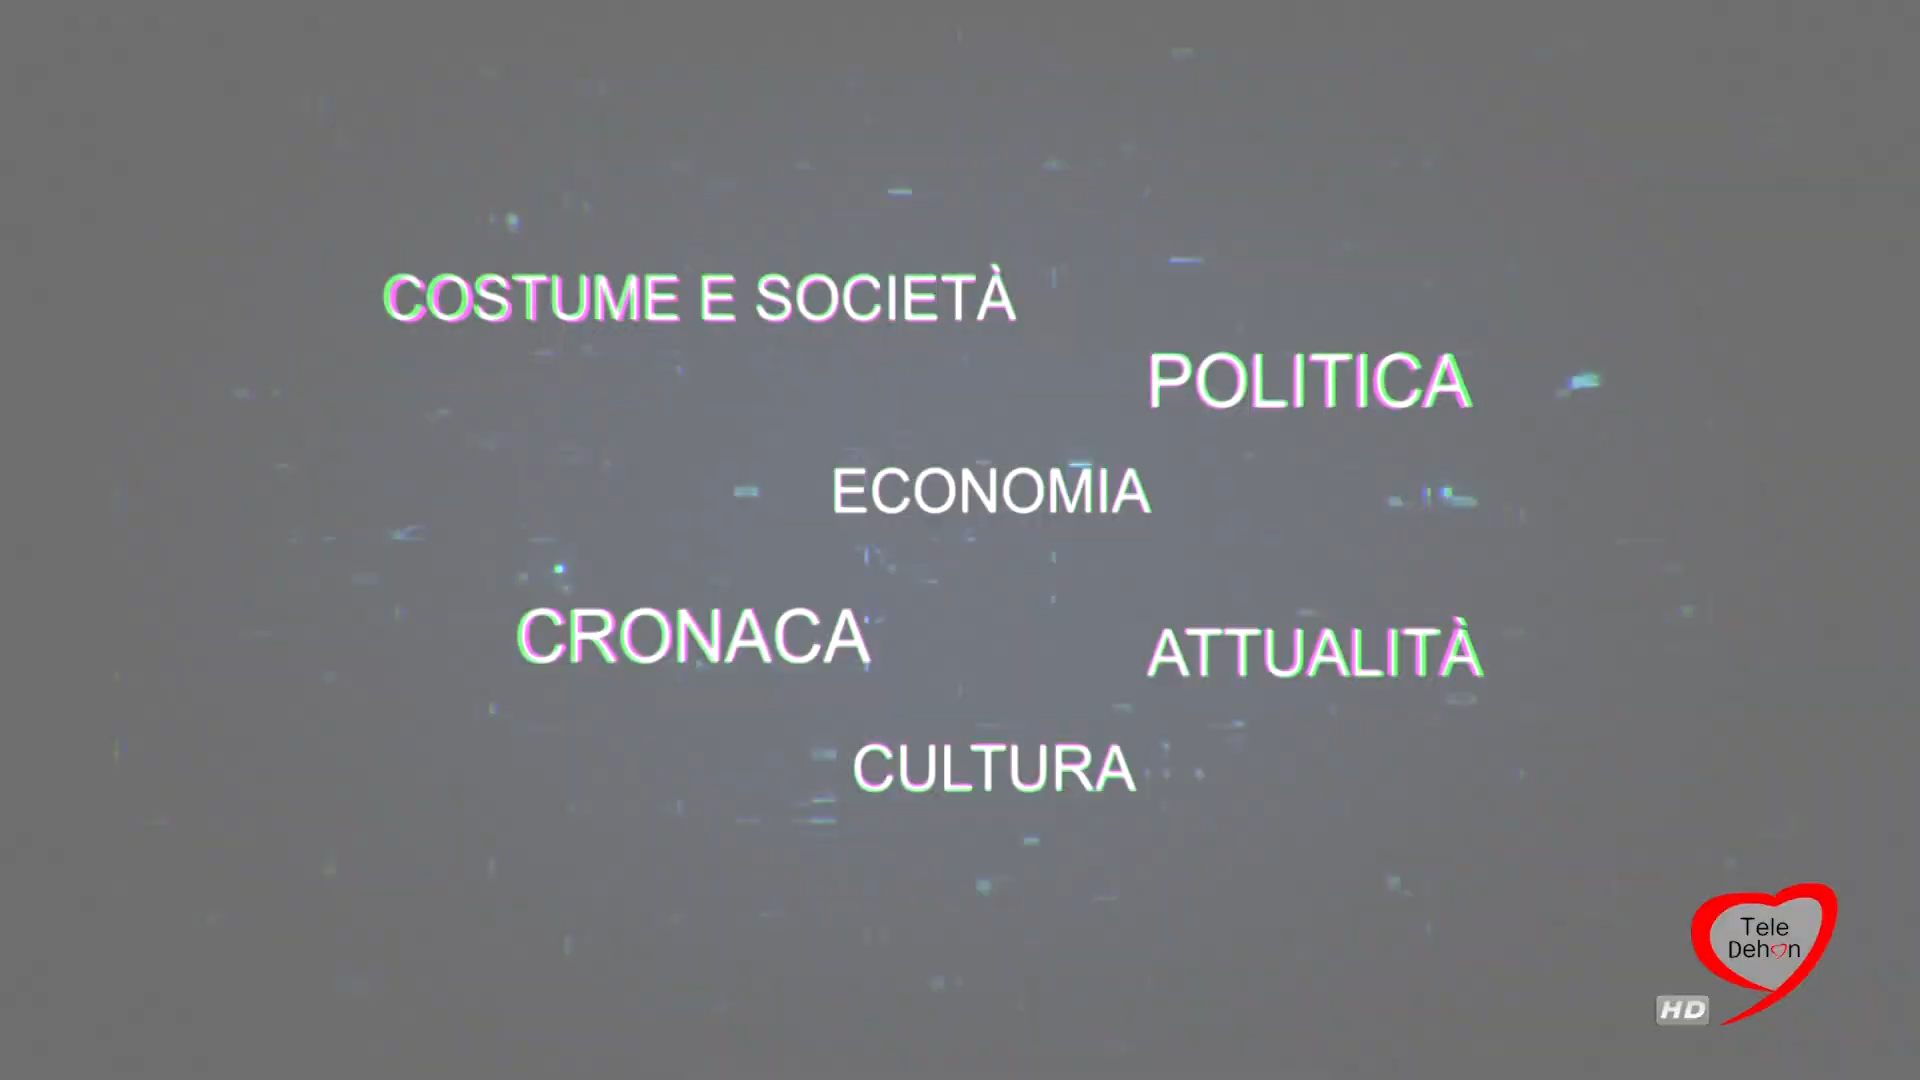 COSTUME E SOCIETÀ
POLITICA
ECONOMIA
CRONACA
ATTUALITÀ
CULTURA
Tele
Dehon
HD